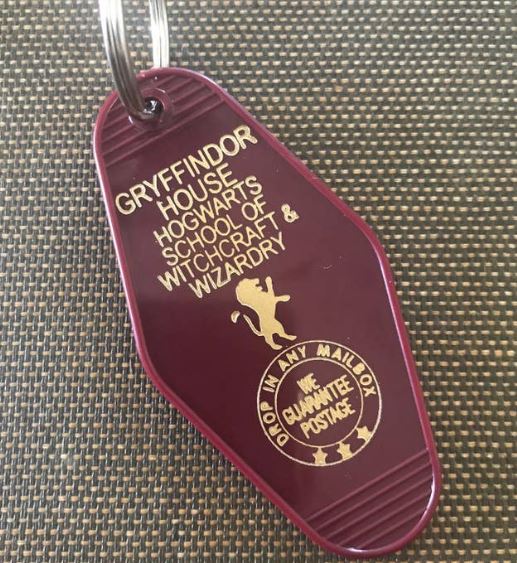 GRYFFINDOR
HOUSE
HOGWARTS
SCHOOL OF
WITCHCRAFT &
WIZARDRY
DROP IN ANY MAILBOX
WE
GUARANTEE
POSTAGE